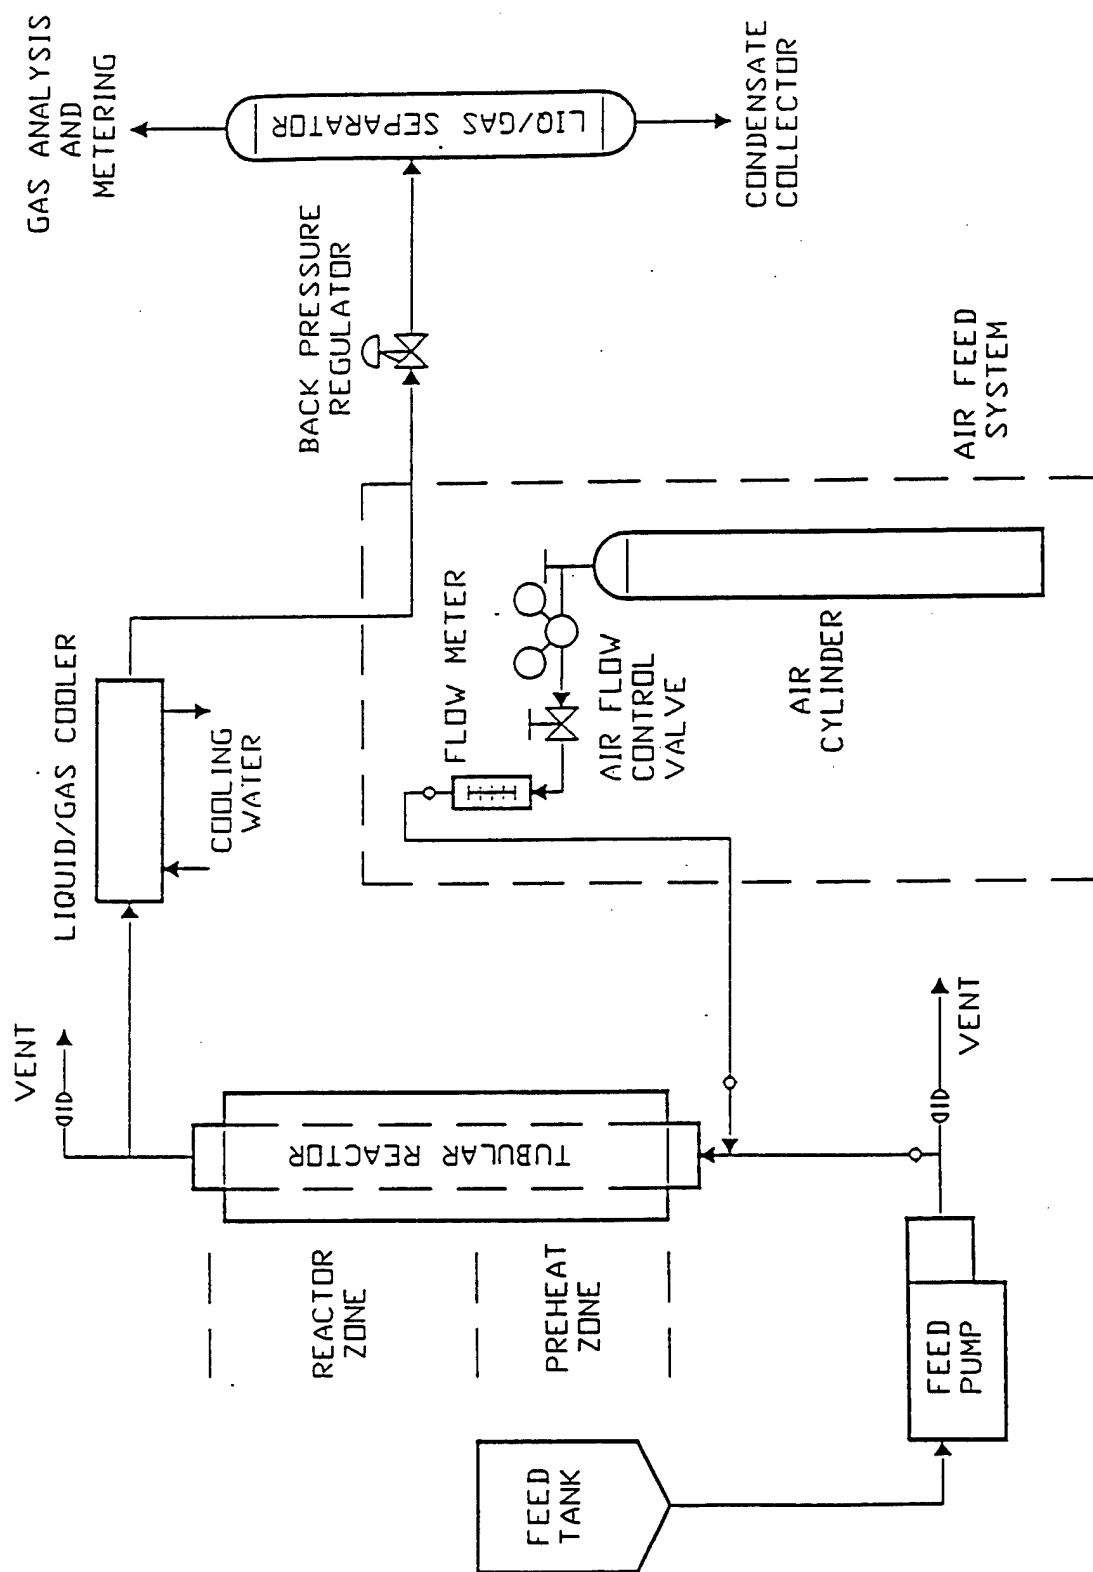 GAS ANALYSIS
AND
METERING
LIQ/GAS SEPARATOR
CONDENSATE
COLLECTOR
BACK PRESSURE
REGULATOR
AIR FEED
SYSTEM
LIQUID/GAS COOLER
COOLING
WATER
FLOW METER
AIR FLOW
CONTROL
VALVE
AIR
CYLINDER
VENT
TUBULAR REACTOR
VENT
REACTOR
ZONE
PREHEAT
ZONE
FEED
PUMP
FEED
TANK